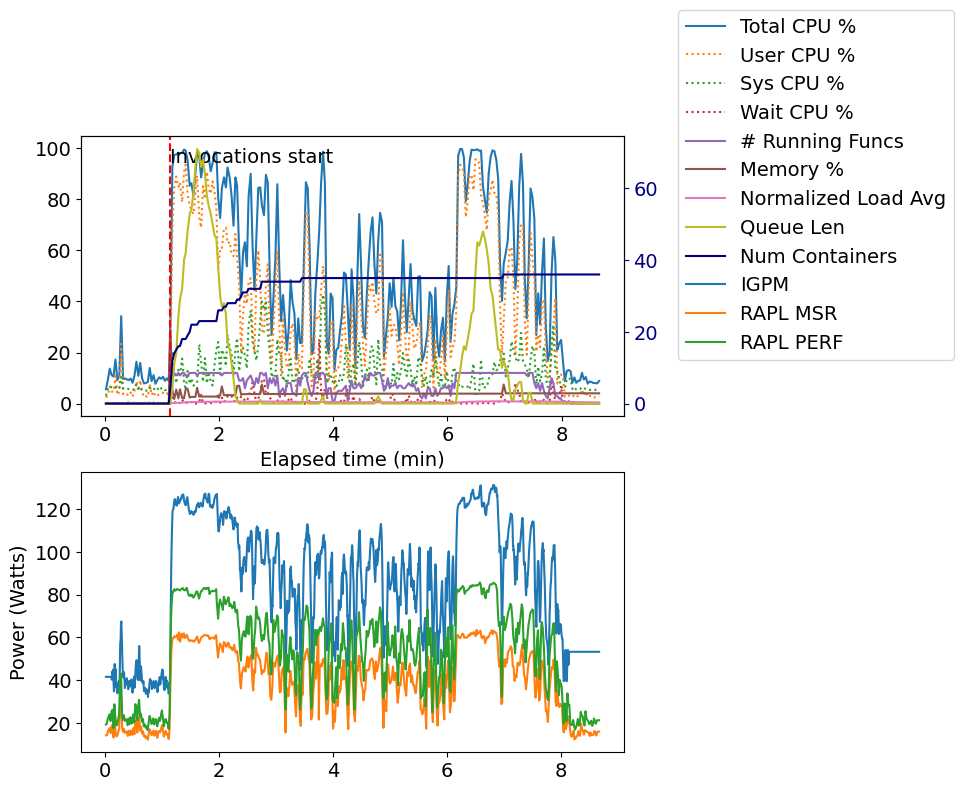 Total CPU %
User CPU %
Sys CPU %
Wait CPU %
# Running Funcs
Memory %
Normalized Load Avg
Queue Len
Num Containers
IGPM
RAPL MSR
RAPL PERF
Invocations start
100
80
60
40
20
0
60
40
20
0
0 2 4 6 8
Elapsed time (min)
Power (Watts)
120
100
80
60
40
20
0 2 4 6 8